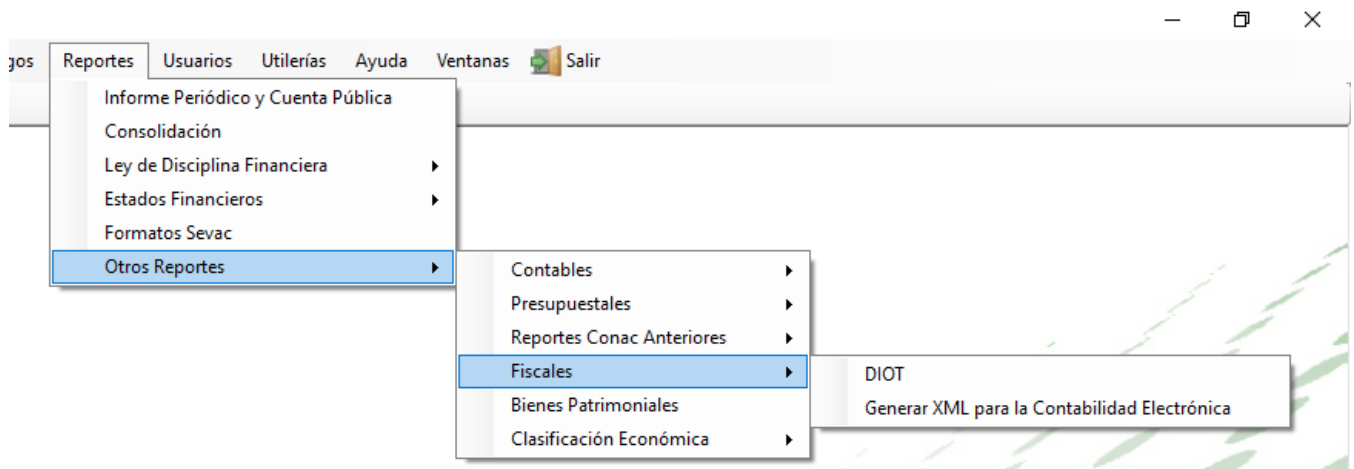 gos Reportes Usuarios Utilerías Ayuda Ventanas Salir
Informe Periódico y Cuenta Pública
Consolidación
Ley de Disciplina Financiera
Estados Financieros
Formatos Sevac
Otros Reportes
Contables
Presupuestales
Reportes Conac Anteriores
Fiscales
Bienes Patrimoniales
Clasificación Económica
DIOT
Generar XML para la Contabilidad Electrónica